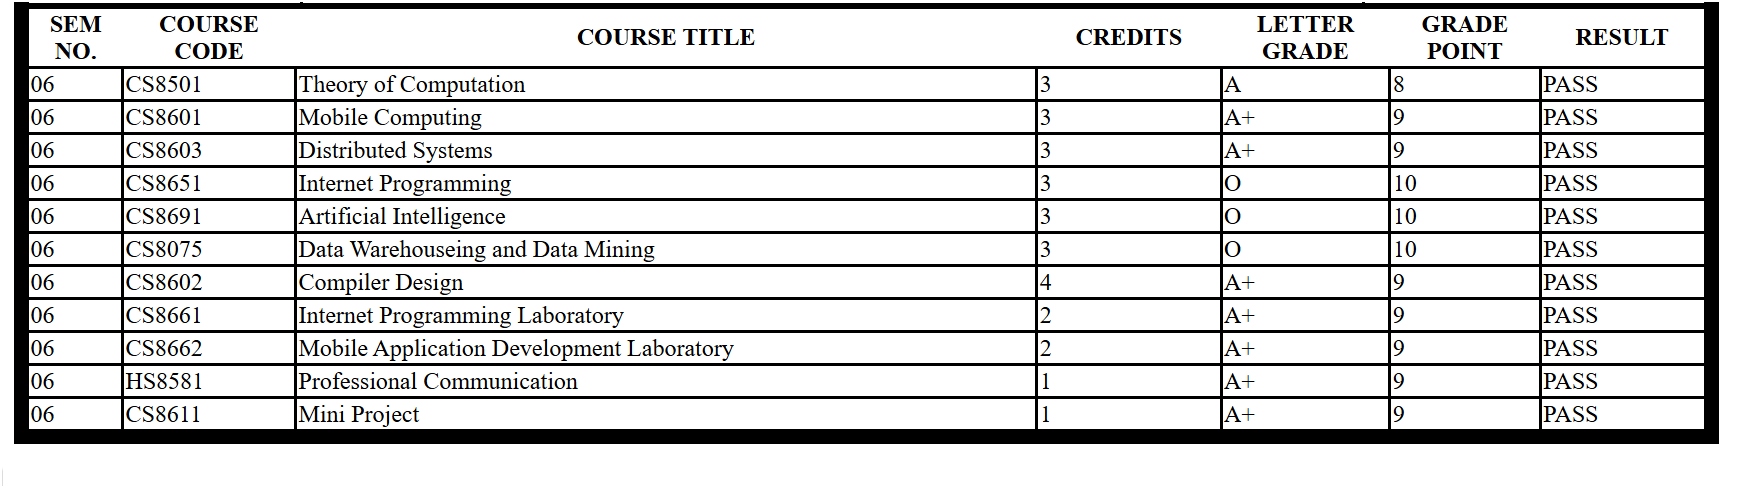 SEM NO. COURSE CODE COURSE TITLE CREDITS LETTER GRADE GRADE POINT RESULT
06 CS8501 Theory of Computation 3 A 8 PASS
06 CS8601 Mobile Computing 3 A+ 9 PASS
06 CS8603 Distributed Systems 3 A+ 9 PASS
06 CS8651 Internet Programming 3 O 10 PASS
06 CS8691 Artificial Intelligence 3 O 10 PASS
06 CS8075 Data Warehouseing and Data Mining 3 O 10 PASS
06 CS8602 Compiler Design 4 A+ 9 PASS
06 CS8661 Internet Programming Laboratory 2 A+ 9 PASS
06 CS8662 Mobile Application Development Laboratory 2 A+ 9 PASS
06 HS8581 Professional Communication 1 A+ 9 PASS
06 CS8611 Mini Project 1 A+ 9 PASS